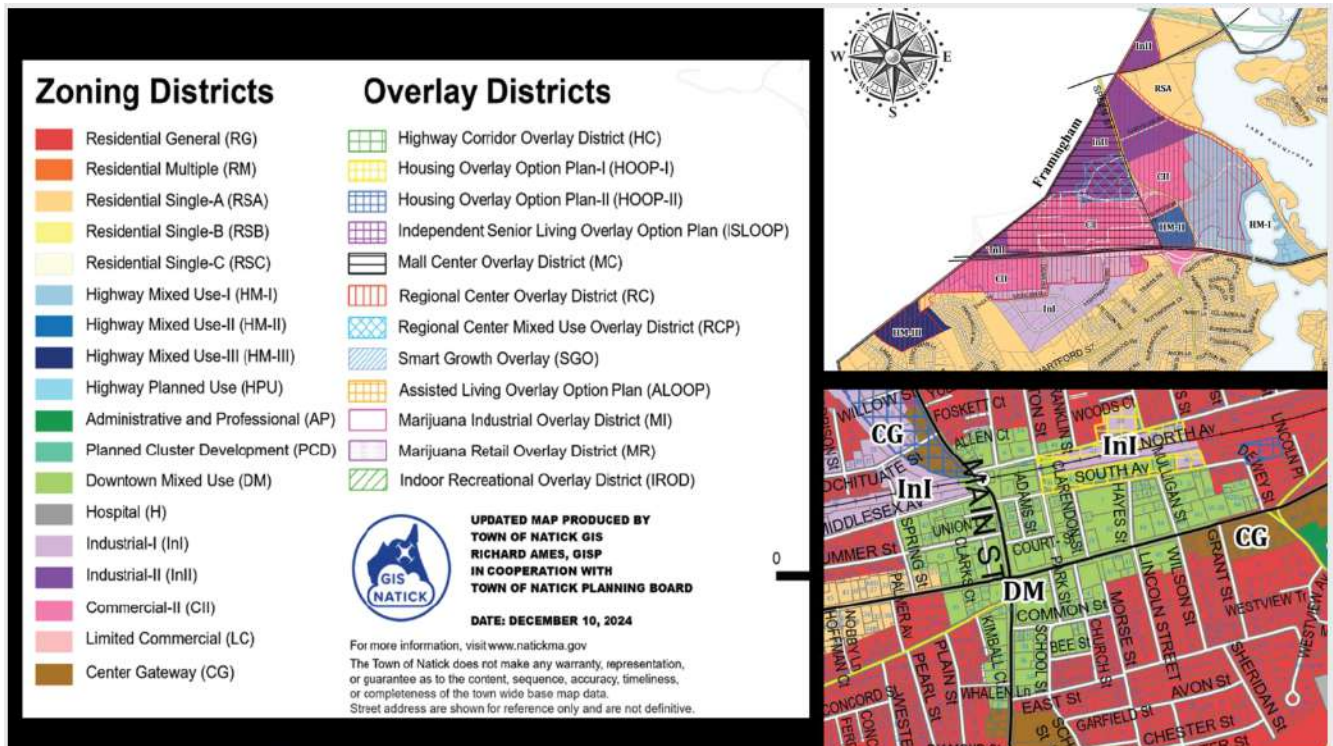 Zoning Districts
Residential General (RG)
Residential Multiple (RM)
Residential Single-A (RSA)
Residential Single-B (RSB)
Residential Single-C (RSC)
Highway Mixed Use-I (HM-I)
Highway Mixed Use-II (HM-II)
Highway Mixed Use-III (HM-III)
Highway Planned Use (HPU)
Administrative and Professional (AP)
Planned Cluster Development (PCD)
Downtown Mixed Use (DM)
Hospital (H)
Industrial-I (InI)
Industrial-II (InII)
Commercial-II (CII)
Limited Commercial (LC)
Center Gateway (CG)
Overlay Districts
Highway Corridor Overlay District (HC)
Housing Overlay Option Plan-I (HOOP-I)
Housing Overlay Option Plan-II (HOOP-II)
Independent Senior Living Overlay Option Plan (ISLOOP)
Mall Center Overlay District (MC)
Regional Center Overlay District (RC)
Regional Center Mixed Use Overlay District (RCP)
Smart Growth Overlay (SGO)
Assisted Living Overlay Option Plan (ALOOP)
Marijuana Industrial Overlay District (MI)
Marijuana Retail Overlay District (MR)
Indoor Recreational Overlay District (IROD)
GIS
NATICK
UPDATED MAP PRODUCED BY
TOWN OF NATICK GIS
RICHARD AMES, GISP
IN COOPERATION WITH
TOWN OF NATICK PLANNING BOARD
DATE: DECEMBER 10, 2024
For more information, visit www.natickma.gov
The Town of Natick does not make any warranty, representation,
or guarantee as to the content, sequence, accuracy, timeliness,
or completeness of the town wide base map data.
Street address are shown for reference only and are not definitive.
0
N
NE
E
S
W
NW
InII
RSA
Framingham
InII
CII
CII
HM-II
HM-I
InII
CII
InI
HM-III
HARTFORD ST
LAKE COCHITUATE
WILLOW
FOSKETT Ct
WOODS Ct
CG
ALLEN Ct
InI
NORTH Av
LINCOLN Pl
OCHITUATE St
MAIN ST
SOUTH AV
DEWEY St
InI
MIDDLESEX AV
ADAMS St
CLARENDON St
HAYES St
MULLIGAN St
UNION
SPRING St
CLARKS Ct
COURT
CG
UMMER St
DM
PARK St
WILSON St
GRANT St
PALMER Av
COMMON St
LINCOLN STREET
MORSE St
WESTVIEW
NOBBY Ln
HOFFMAN Ct
KIMBALL Ct
SCHOOL St
BEE St
CHURCH St
PLAIN St
PEARL St
WHALEN Ln
EAST St
AVON St
SHERIDAN St
CONCORD St
GARFIELD St
CHESTER St